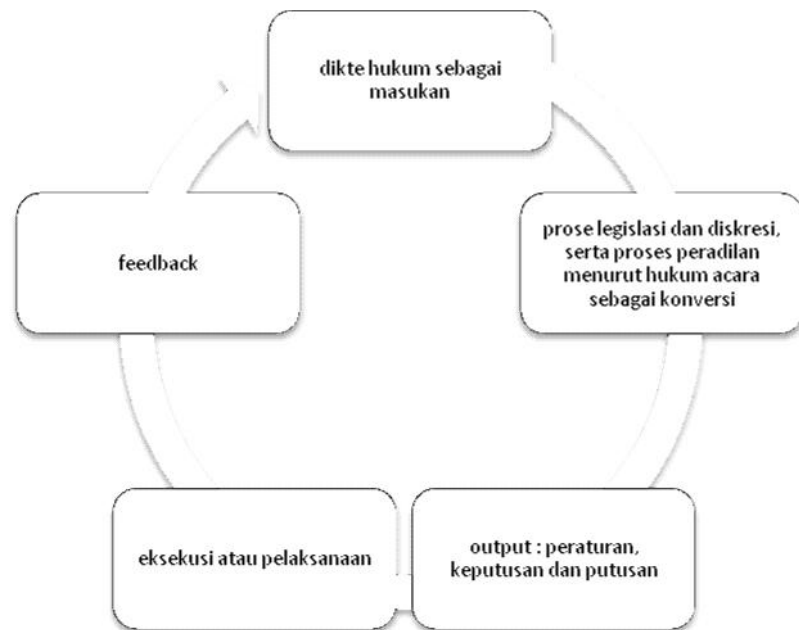 dikte hukum sebagai
masukan
prose legislasi dan diskresi,
serta proses peradilan
menurut hukum acara
sebagai konversi
output : peraturan,
keputusan dan putusan
eksekusi atau pelaksanaan
feedback